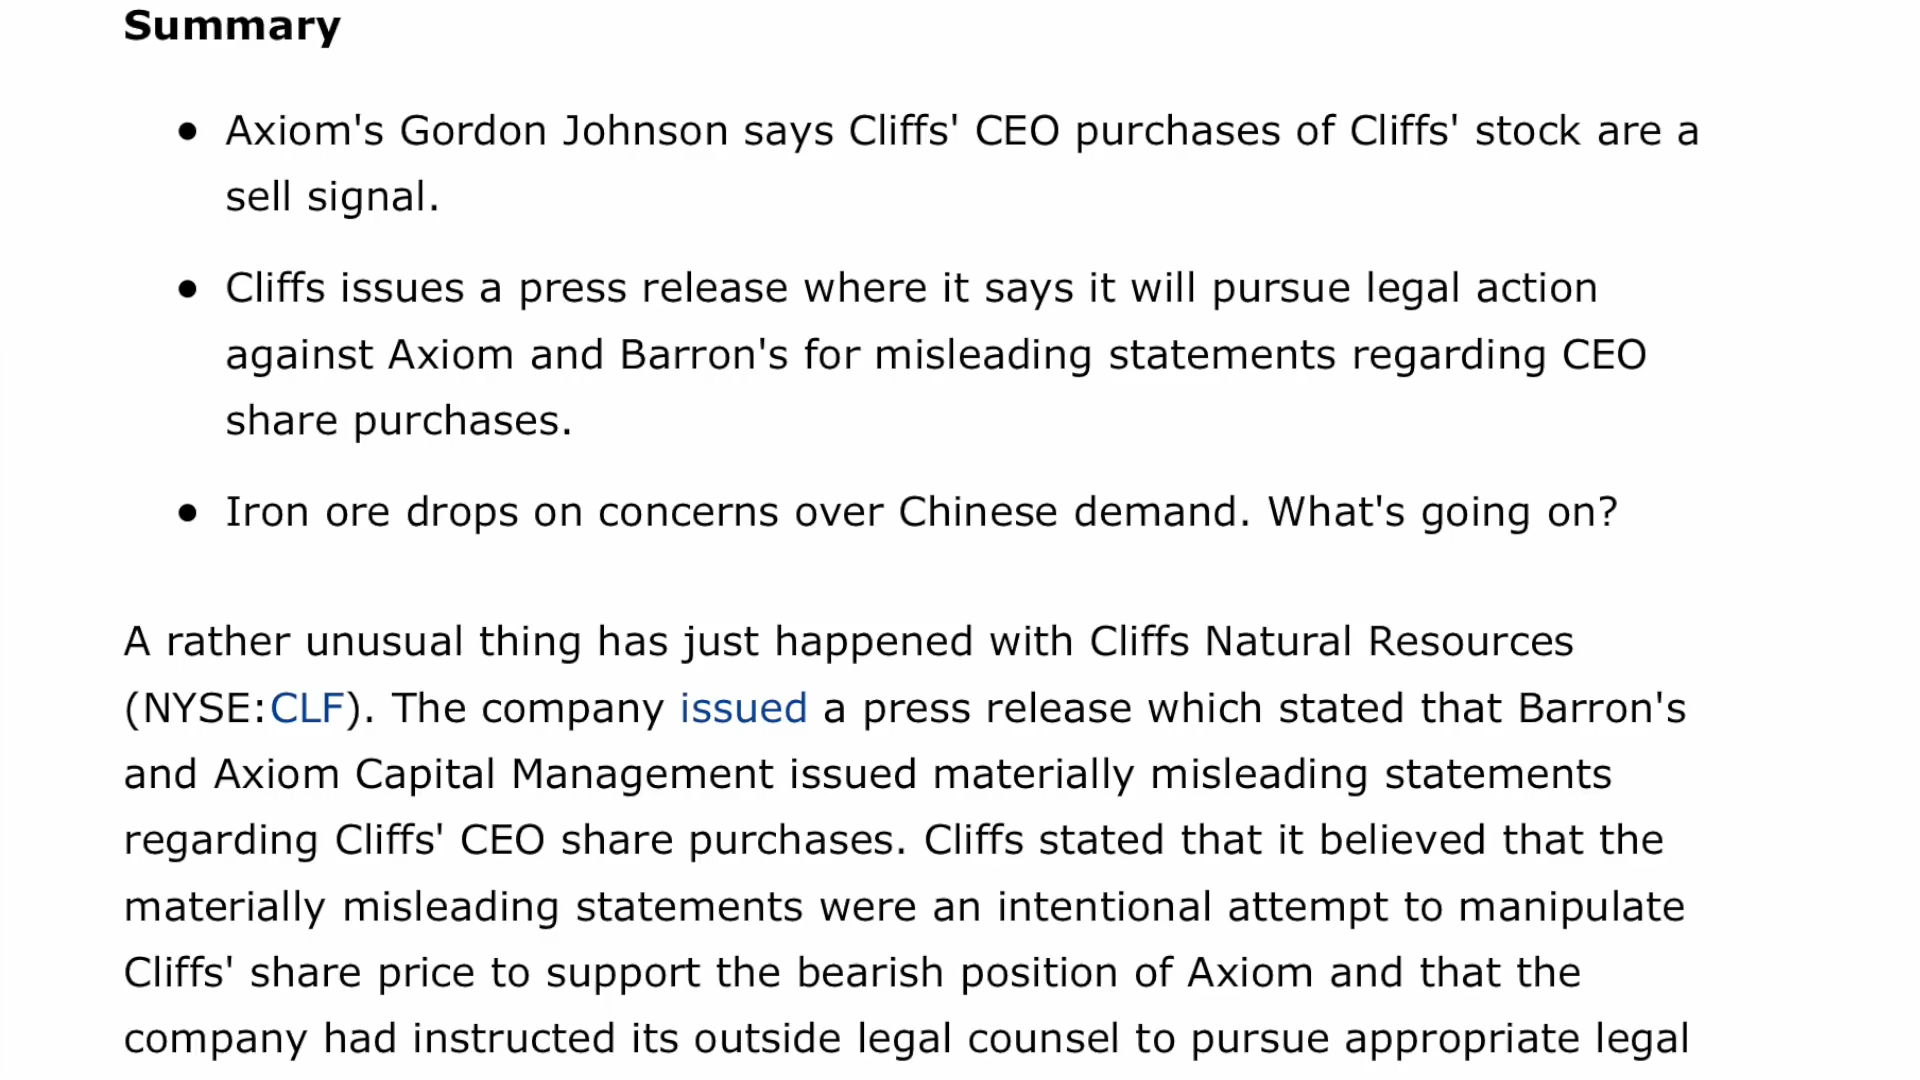 Summary
● Axiom's Gordon Johnson says Cliffs' CEO purchases of Cliffs' stock are a
sell signal.
● Cliffs issues a press release where it says it will pursue legal action
against Axiom and Barron's for misleading statements regarding CEO
share purchases.
● Iron ore drops on concerns over Chinese demand. What's going on?
A rather unusual thing has just happened with Cliffs Natural Resources
(NYSE:CLF). The company issued a press release which stated that Barron's
and Axiom Capital Management issued materially misleading statements
regarding Cliffs' CEO share purchases. Cliffs stated that it believed that the
materially misleading statements were an intentional attempt to manipulate
Cliffs' share price to support the bearish position of Axiom and that the
company had instructed its outside legal counsel to pursue appropriate legal